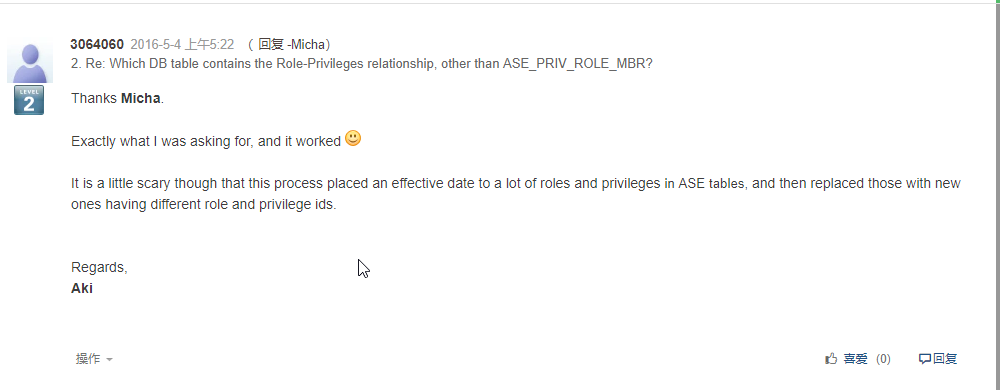 3064060 2016-5-4 上午5:22 （ 回复 -Micha）
2. Re: Which DB table contains the Role-Privileges relationship, other than ASE_PRIV_ROLE_MBR?
LEVEL
2
Thanks Micha.
Exactly what I was asking for, and it worked
It is a little scary though that this process placed an effective date to a lot of roles and privileges in ASE tables, and then replaced those with new
ones having different role and privilege ids.
Regards,
Aki
操作
喜爱 (0) 回复